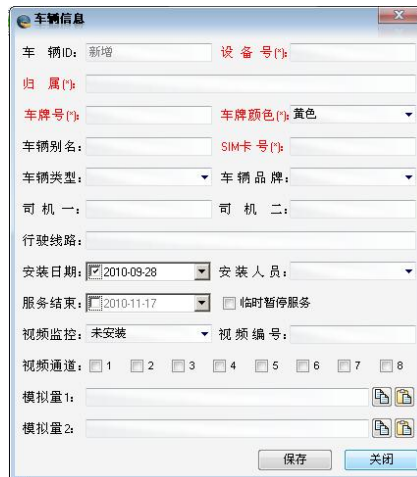 车辆信息
车 辆ID: 新增 设 备 号(*):
归 属(*):
车牌号(*): 车牌颜色(*): 黄色
车辆别名: SIM卡 号(*):
车辆类型: 车 辆 品 牌:
司 机 一: 司 机 二:
行驶线路:
安装日期: 2010-09-28 安 装 人 员:
服务结束: 2010-11-17 临时暂停服务
视频监控: 未安装 视 频 编 号:
视频通道: 1 2 3 4 5 6 7 8
模拟量1:
模拟量2:
保存 关闭